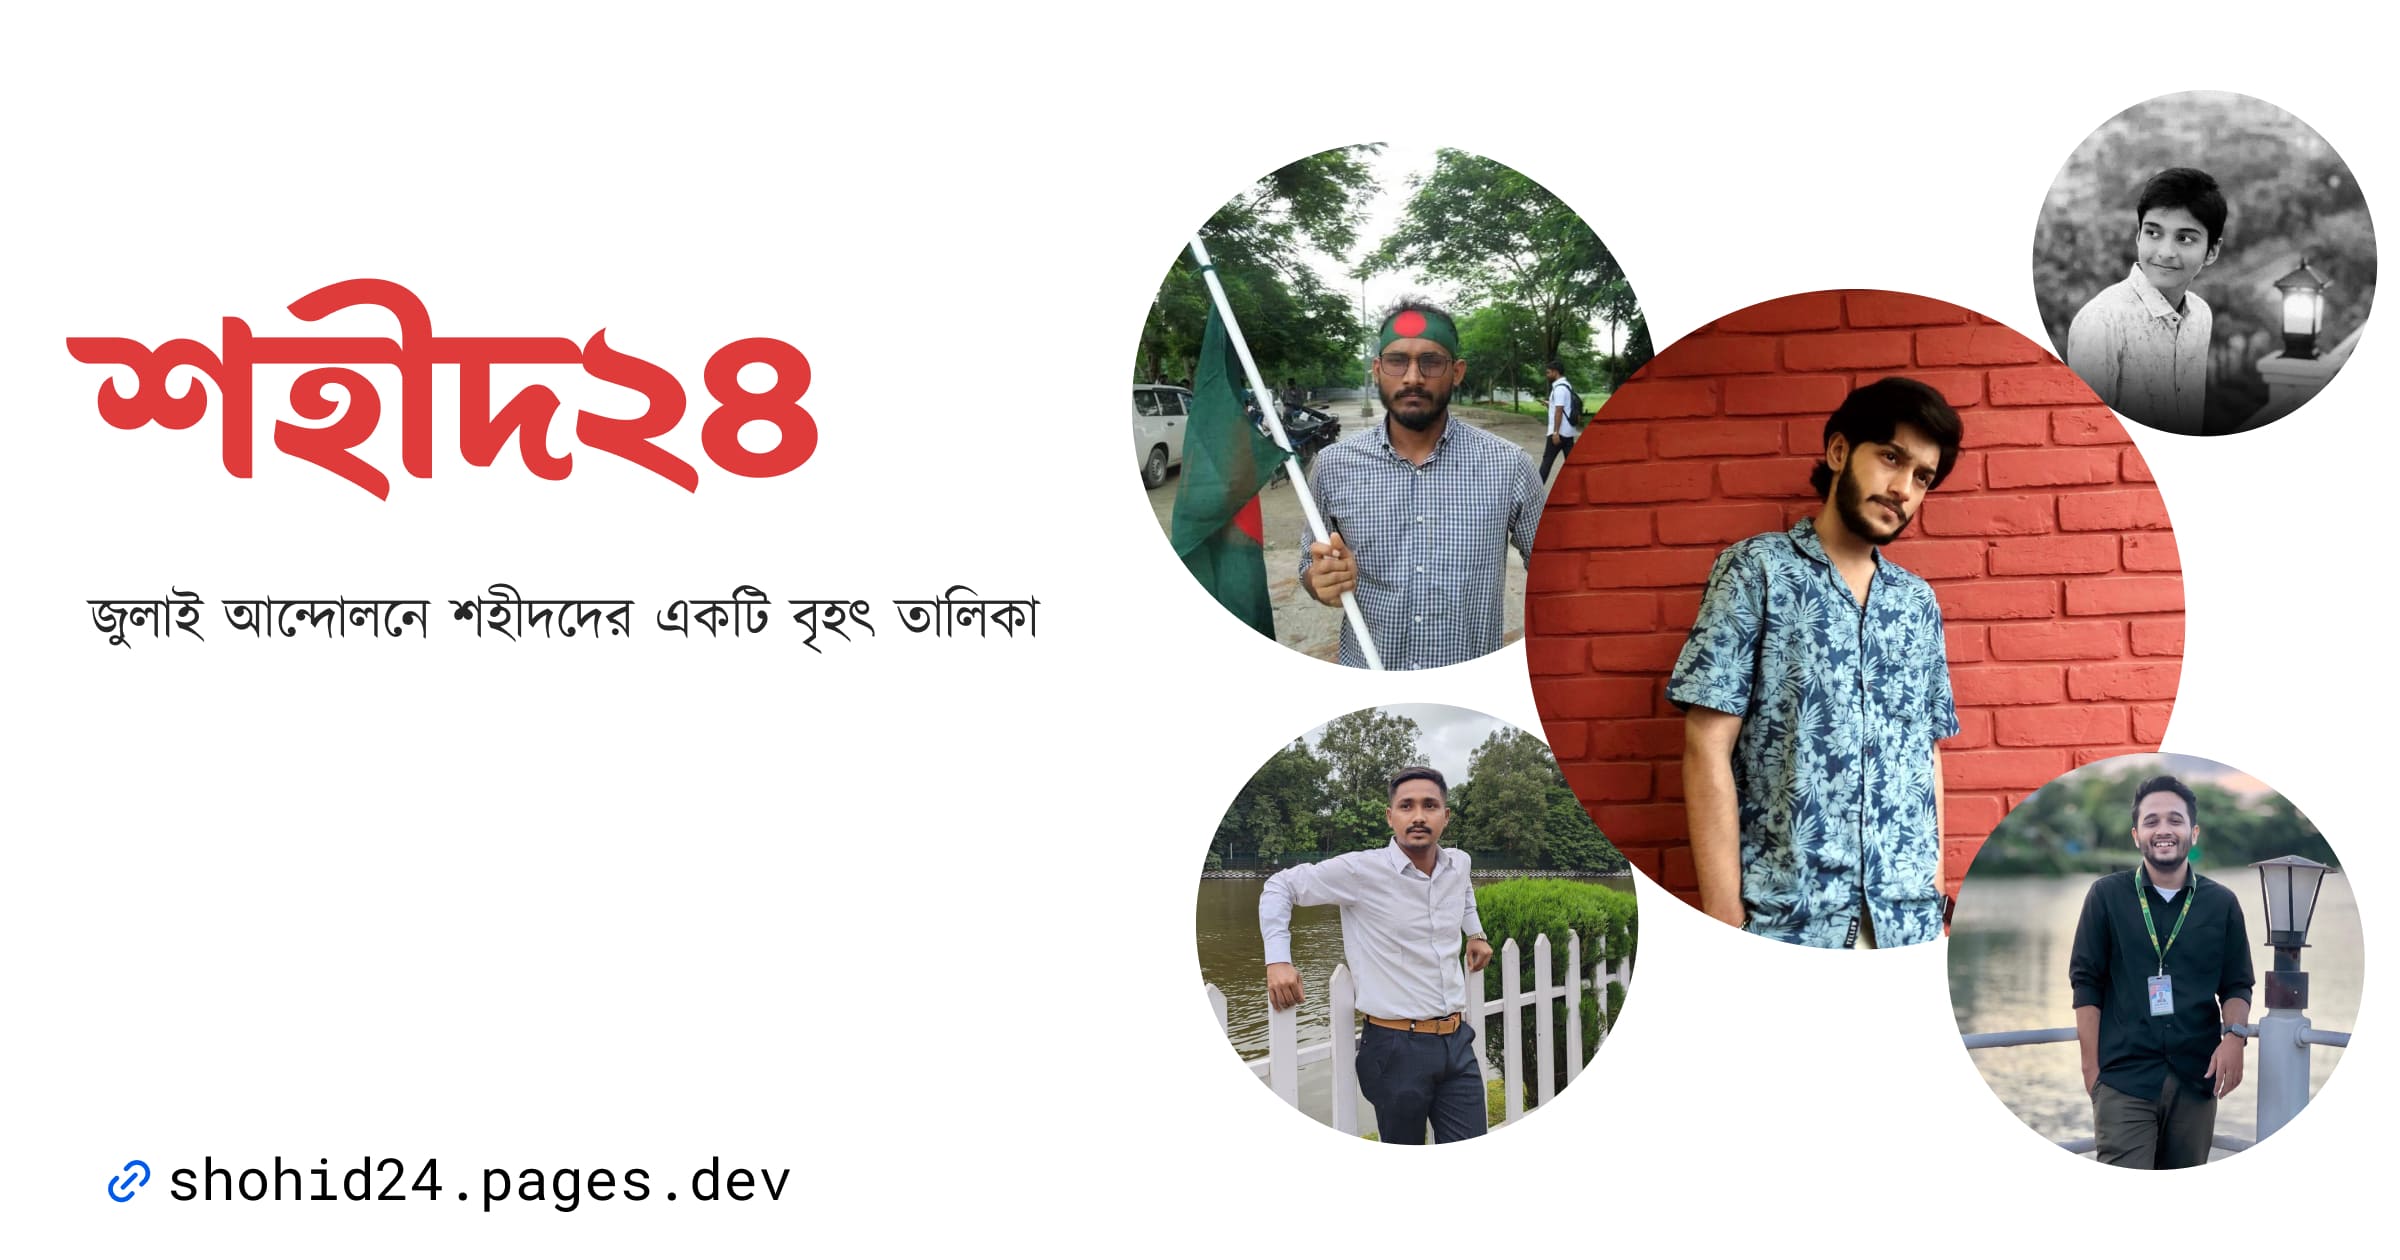 শহীদ২৪
জুলাই আন্দোলনে শহীদদের একটি বৃহৎ তালিকা
shohid24.pages.dev